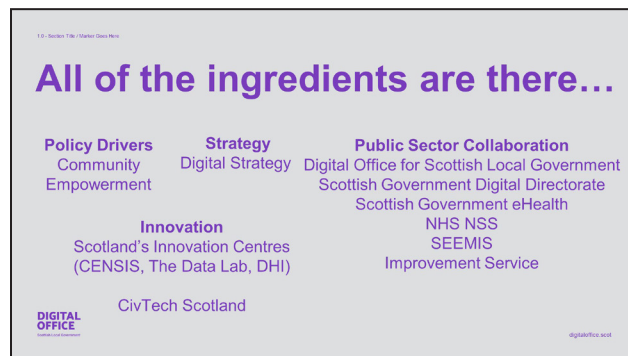 1.0 - Section Title / Marker Goes Here
All of the ingredients are there…
Policy Drivers
Community
Empowerment
Strategy
Digital Strategy
Public Sector Collaboration
Digital Office for Scottish Local Government
Scottish Government Digital Directorate
Scottish Government eHealth
NHS NSS
SEEMIS
Improvement Service
Innovation
Scotland's Innovation Centres
(CENSIS, The Data Lab, DHI)
CivTech Scotland
DIGITAL
OFFICE
Scottish Local Government
digitaloffice.scot